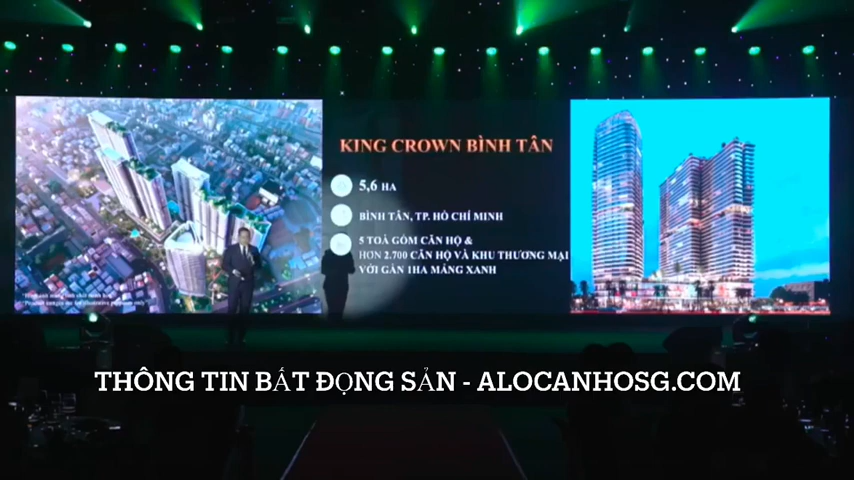 KING CROWN BÌNH TÂN
5,6 HA
BÌNH TÂN, TP. HỒ CHÍ MINH
5 TOÀ GỒM CĂN HỘ &
HƠN 2.700 CĂN HỘ VÀ KHU THƯƠNG MẠI
VỚI GẦN 1HA MẢNG XANH
THÔNG TIN BẤT ĐỘNG SẢN - ALOCANHOSG.COM